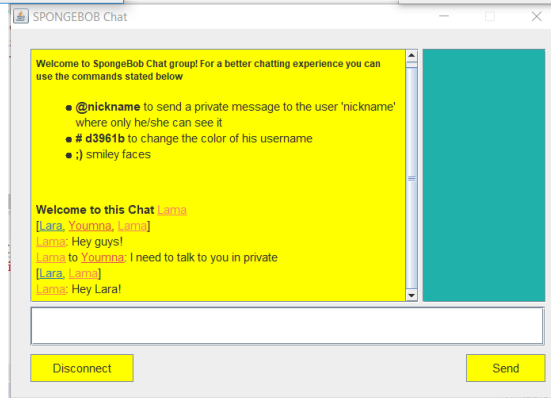 SPONGEBOB Chat
Welcome to SpongeBob Chat group! For a better chatting experience you can
use the commands stated below
@nickname to send a private message to the user 'nickname'
where only he/she can see it
# d3961b to change the color of his username
;) smiley faces
Welcome to this Chat Lama
[Lara, Youmna, Lama]
Lama: Hey guys!
Lama to Youmna: I need to talk to you in private
[Lara, Lama]
Lama: Hey Lara!
Disconnect
Send